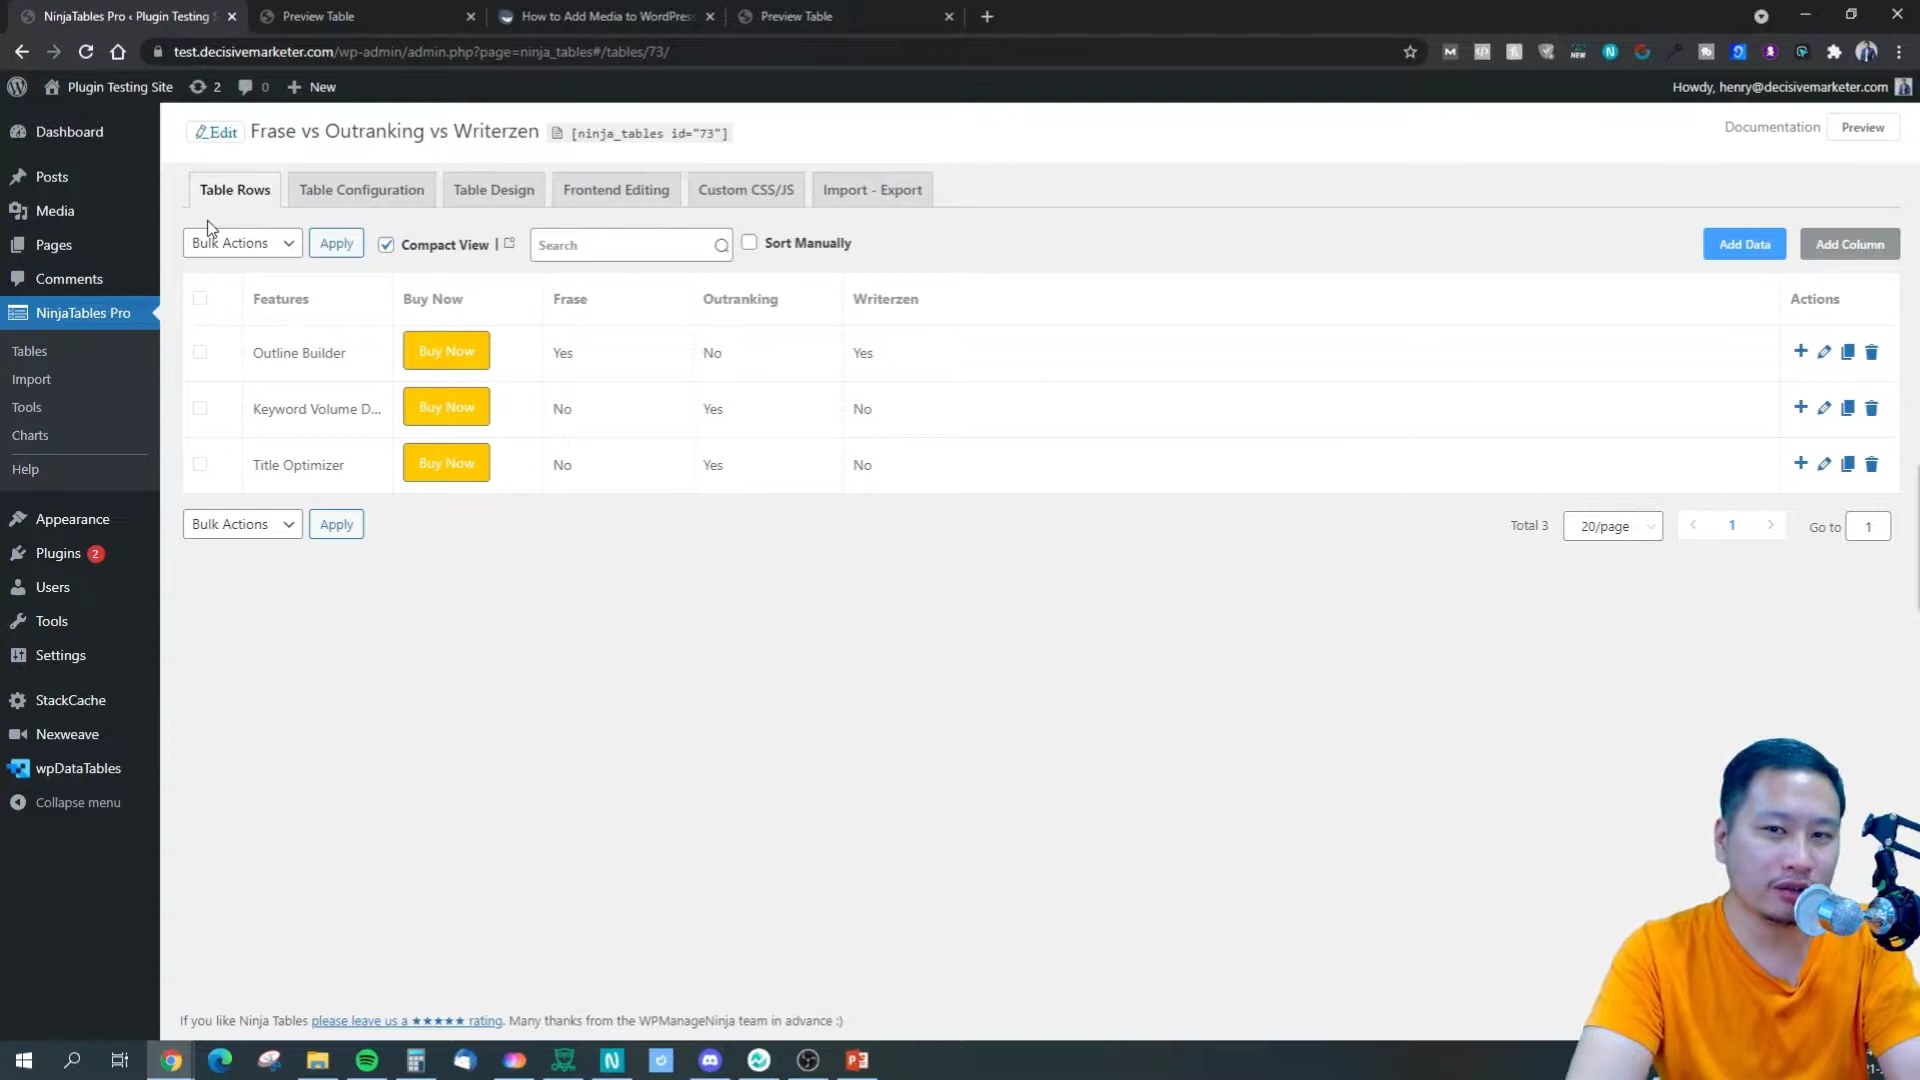 NinjaTables Pro ‹ Plugin Testing S
Preview Table
How to Add Media to WordPres
Preview Table
test.decisivemarketer.com/wp-admin/admin.php?page=ninja_tables#/tables/73/
Plugin Testing Site
2
0
New
Howdy, henry@decisivemarketer.com
Dashboard
Posts
Media
Pages
Comments
NinjaTables Pro
Tables
Import
Tools
Charts
Help
Appearance
Plugins 2
Users
Tools
Settings
StackCache
Nexweave
wpDataTables
Collapse menu
Edit Frase vs Outranking vs Writerzen [ninja_tables id="73"]
Documentation Preview
Table Rows Table Configuration Table Design Frontend Editing Custom CSS/JS Import - Export
Bulk Actions Apply Compact View | Search Sort Manually Add Data Add Column
Features Buy Now Frase Outranking Writerzen Actions
Outline Builder Buy Now Yes No Yes
Keyword Volume D... Buy Now No Yes No
Title Optimizer Buy Now No Yes No
Bulk Actions Apply Total 3 20/page 1 Go to 1
If you like Ninja Tables please leave us a ★★★★★ rating. Many thanks from the WPManageNinja team in advance :)